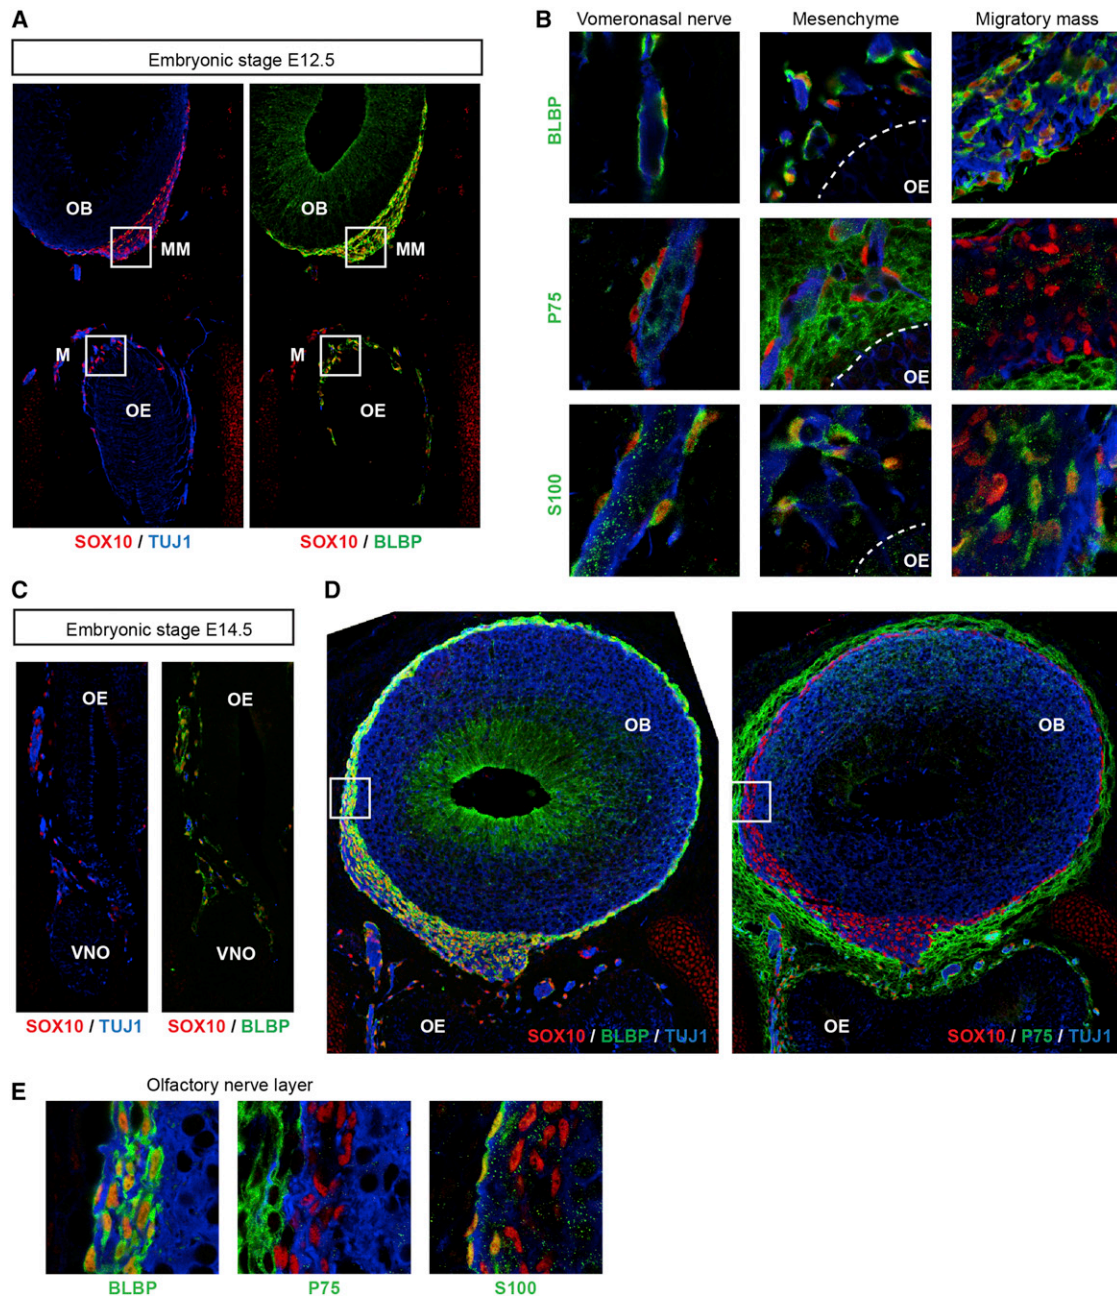 A
Embryonic stage E12.5
OB
MM
M
OE
SOX10 / TUJ1
OB
MM
M
OE
SOX10 / BLBP
B
Vomeronasal nerve
Mesenchyme
Migratory mass
BLBP
OE
P75
OE
S100
OE
C
Embryonic stage E14.5
OE
VNO
SOX10 / TUJ1
OE
VNO
SOX10 / BLBP
D
OB
OE
SOX10 / BLBP / TUJ1
OB
OE
SOX10 / P75 / TUJ1
E
Olfactory nerve layer
BLBP
P75
S100